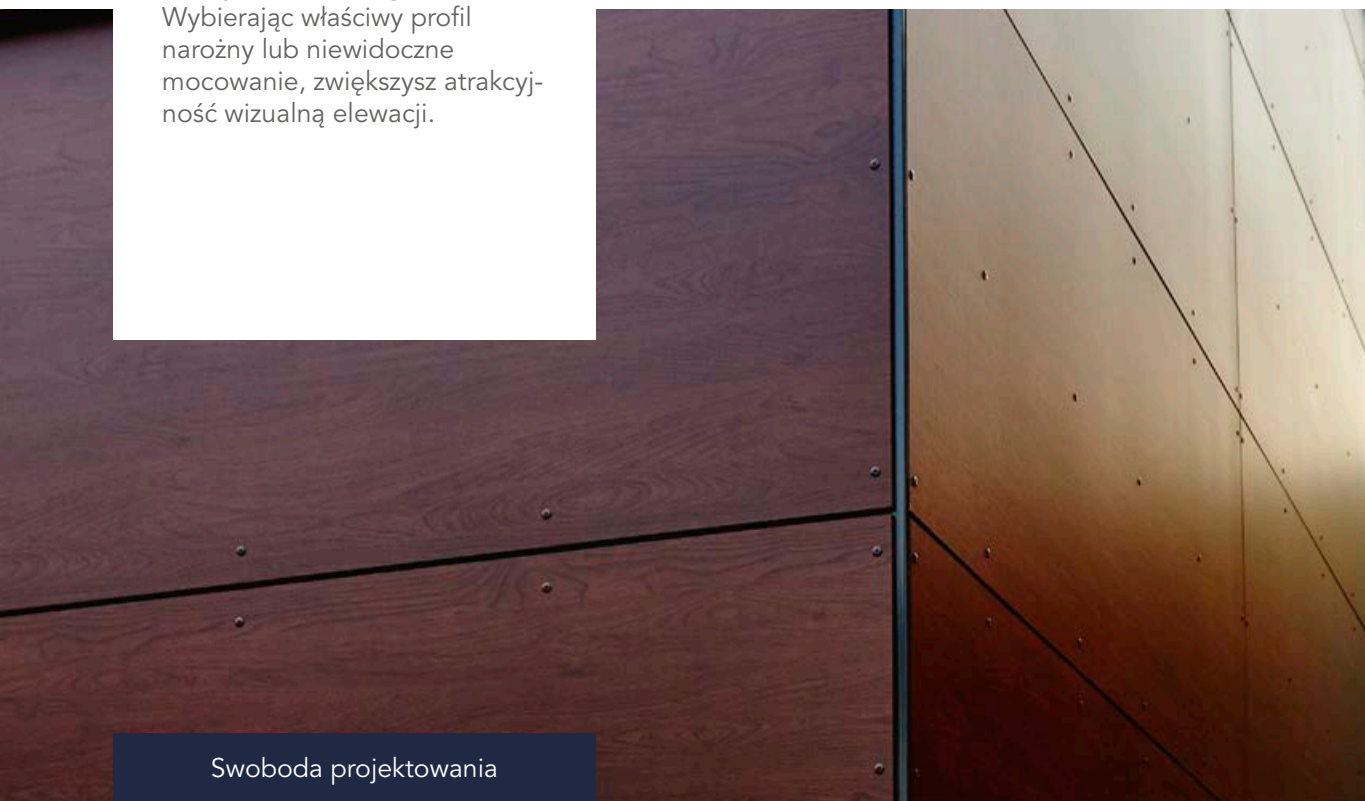 Wybierając właściwy profil
narożny lub niewidoczne
mocowanie, zwiększysz atrakcyj-
ność wizualną elewacji.
Swoboda projektowania